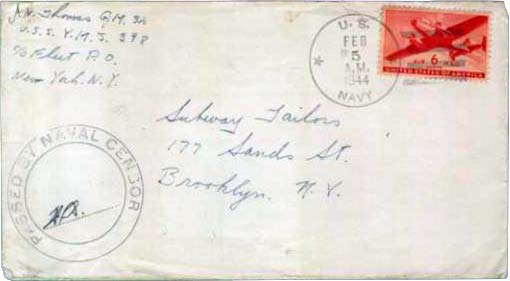 J.W. Thomas G.M. 3/c
U.S.S. Y.M.S. 398
c/o Fleet P.O.
New York. N.Y.
U. S.
FEB
5
A.M.
1944
NAVY
6
UNITED STATES OF AMERICA
Subway Tailors
177 Sands St.
Brooklyn. N.Y.
PASSED BY NAVAL CENSOR